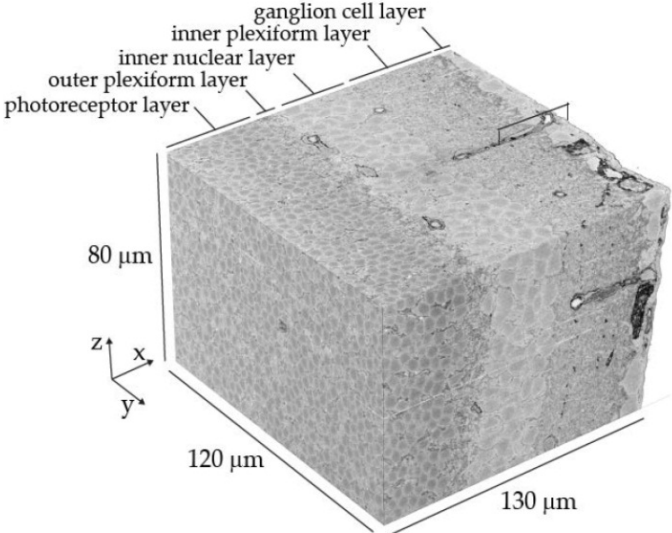 ganglion cell layer
inner plexiform layer
inner nuclear layer
outer plexiform layer
photoreceptor layer
80 μm
z
x
y
120 μm
130 μm